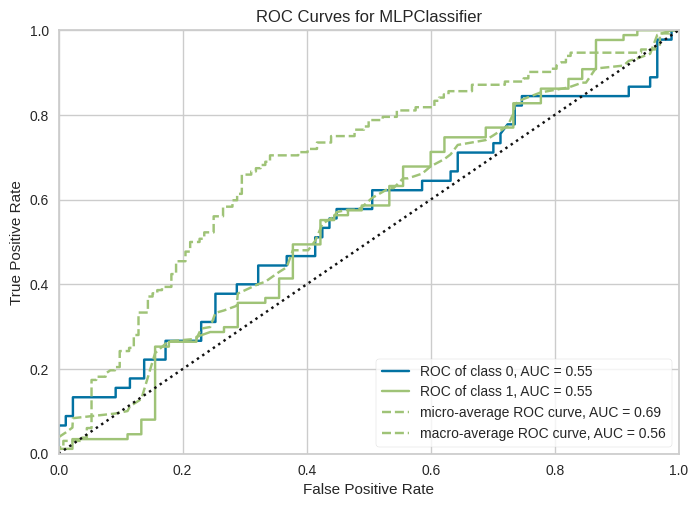 ROC Curves for MLPClassifier
True Positive Rate
1.0
0.8
0.6
0.4
0.2
0.0
ROC of class 0, AUC = 0.55
ROC of class 1, AUC = 0.55
micro-average ROC curve, AUC = 0.69
macro-average ROC curve, AUC = 0.56
0.0 0.2 0.4 0.6 0.8 1.0
False Positive Rate